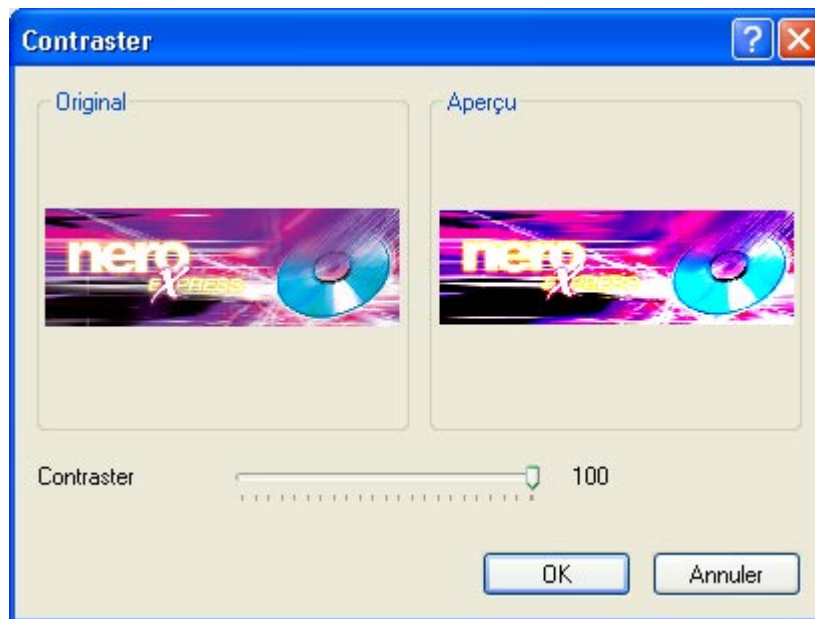 Contraster
Original
Aperçu
nero
EXPRESS
nero
EXPRESS
Contraster
100
OK
Annuler